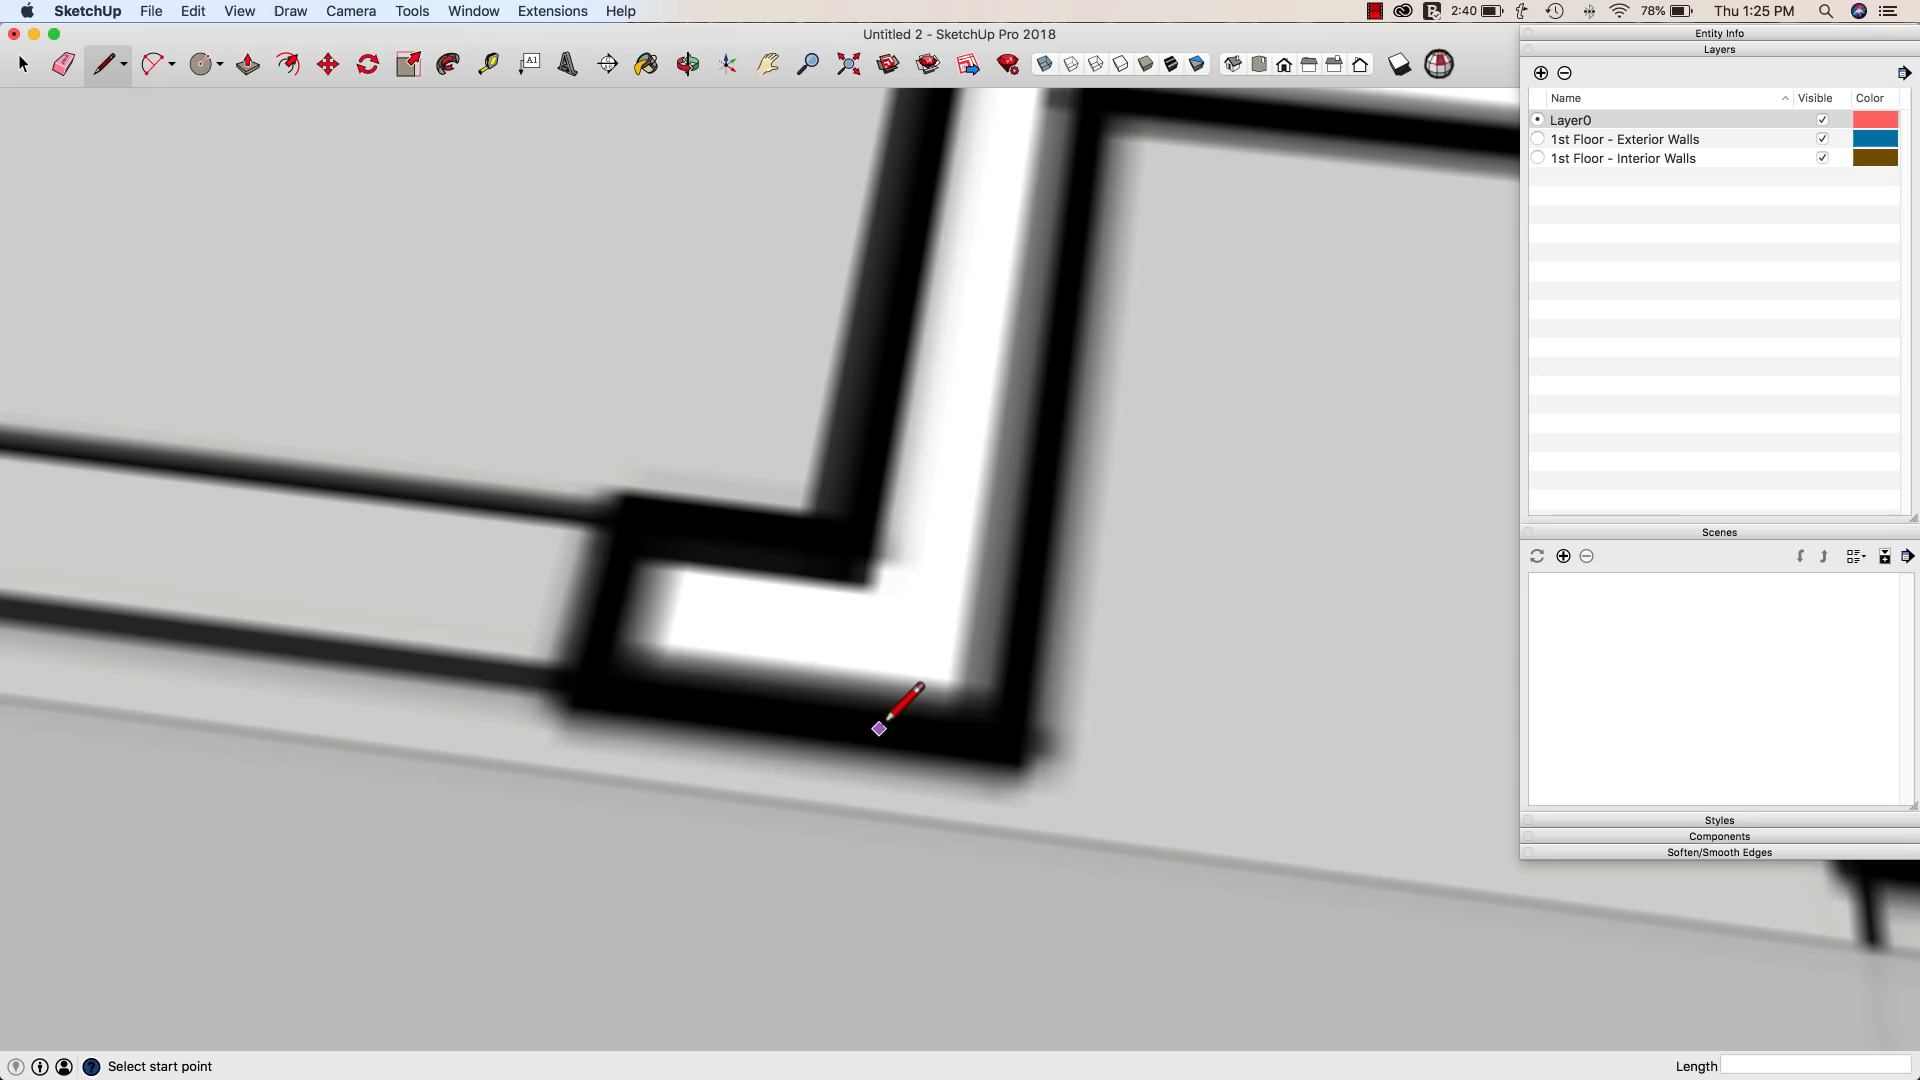 SketchUp File Edit View Draw Camera Tools Window Extensions Help
2:40 78% Thu 1:25 PM
Untitled 2 - SketchUp Pro 2018
A1
Entity Info
Layers
Name Visible Color
Layer0
1st Floor - Exterior Walls
1st Floor - Interior Walls
Scenes
Styles
Components
Soften/Smooth Edges
Select start point
Length